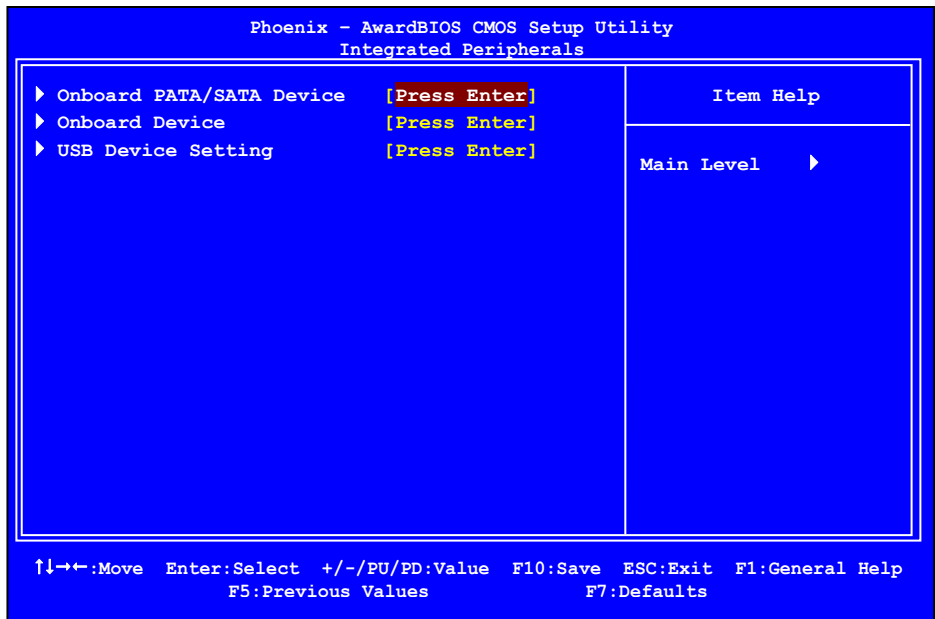 Phoenix – AwardBIOS CMOS Setup Utility
Integrated Peripherals
Onboard PATA/SATA Device [Press Enter]
Onboard Device [Press Enter]
USB Device Setting [Press Enter]
Item Help
Main Level
↑↓→←:Move Enter:Select +/-/PU/PD:Value F10:Save ESC:Exit F1:General Help
F5:Previous Values F7:Defaults